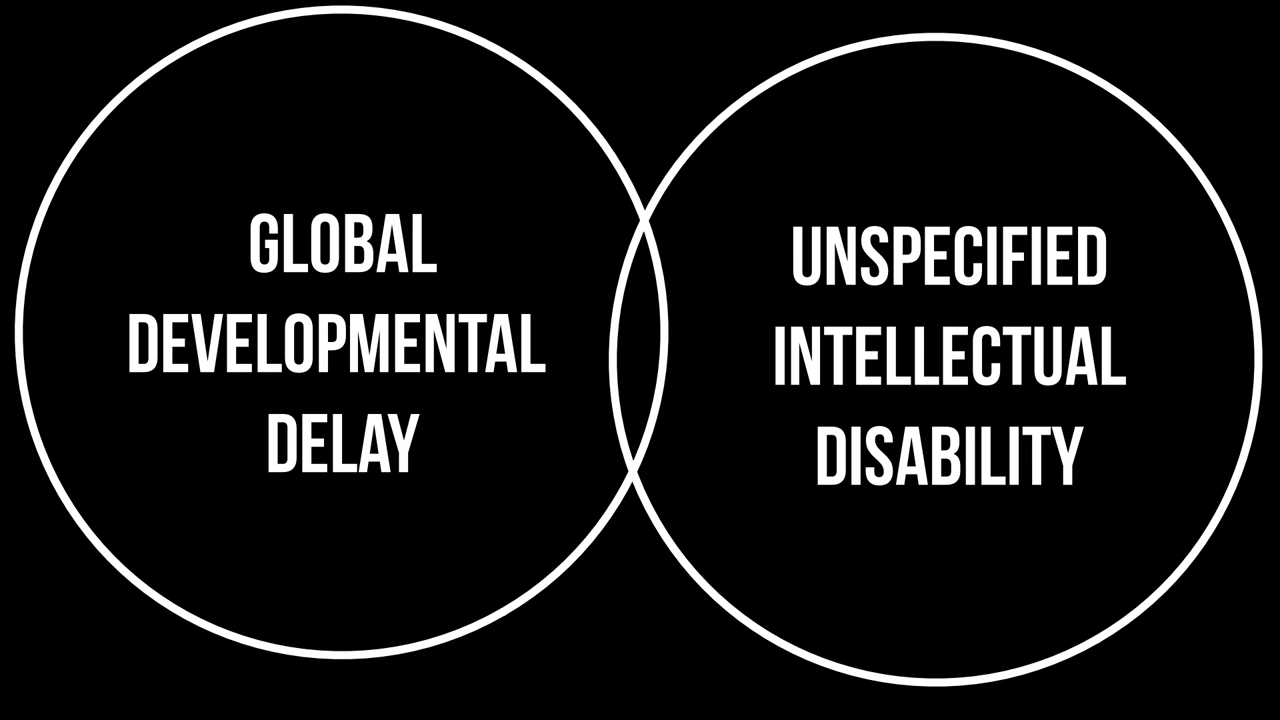 GLOBAL
DEVELOPMENTAL
DELAY
UNSPECIFIED
INTELLECTUAL
DISABILITY